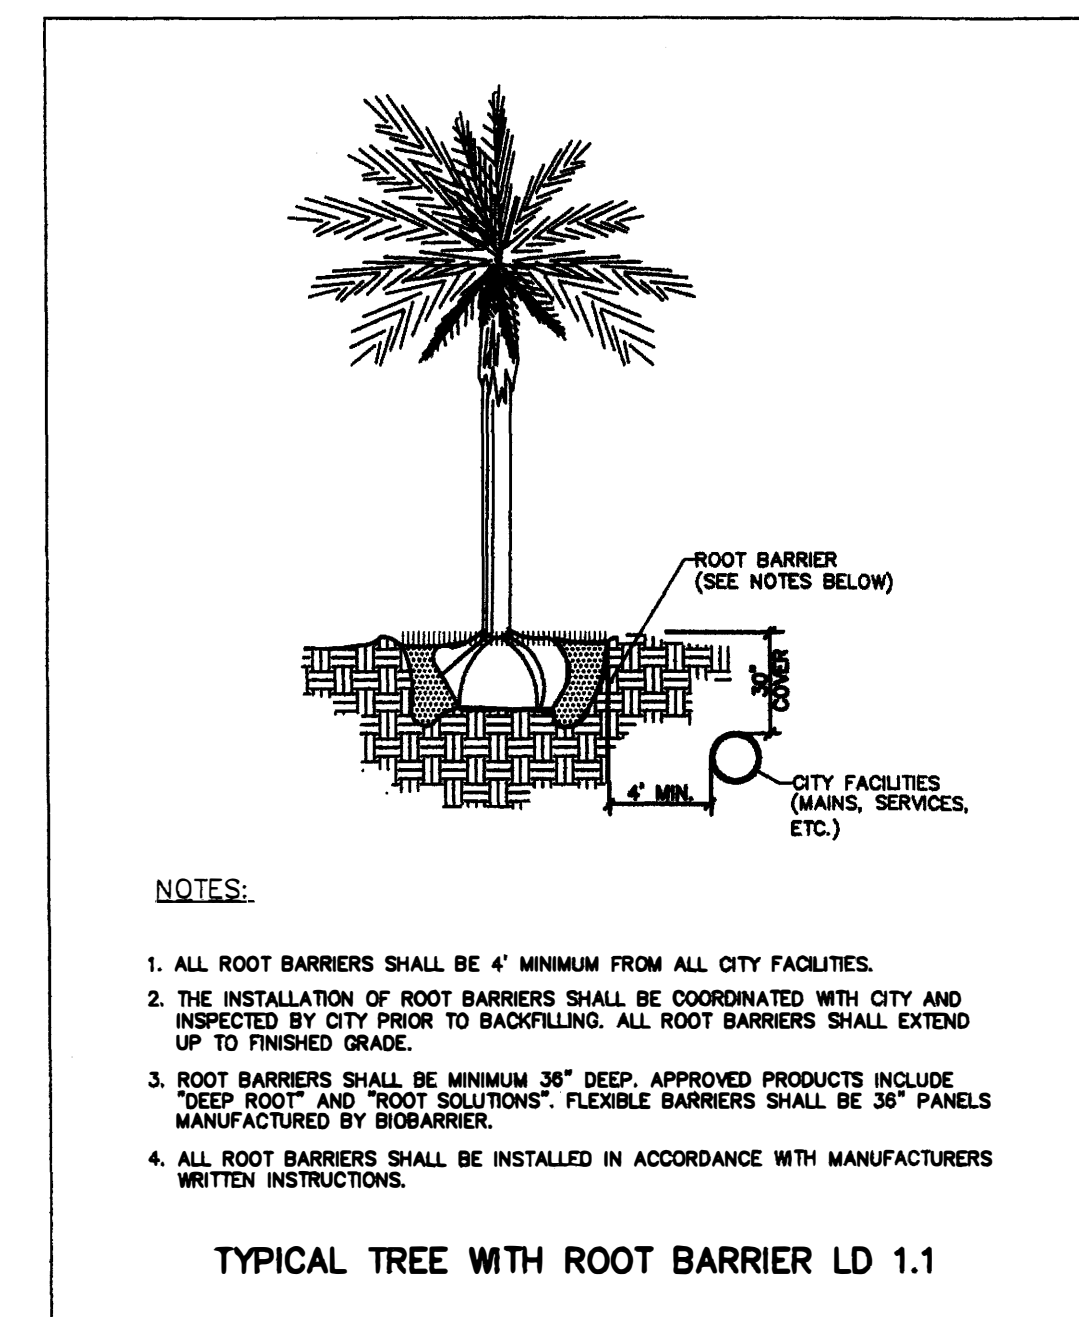 ROOT BARRIER
(SEE NOTES BELOW)
30"
COVER
4' MIN.
CITY FACILITIES
(MAINS, SERVICES,
ETC.)
NOTES:
1. ALL ROOT BARRIERS SHALL BE 4' MINIMUM FROM ALL CITY FACILITIES.
2. THE INSTALLATION OF ROOT BARRIERS SHALL BE COORDINATED WITH CITY AND
INSPECTED BY CITY PRIOR TO BACKFILLING. ALL ROOT BARRIERS SHALL EXTEND
UP TO FINISHED GRADE.
3. ROOT BARRIERS SHALL BE MINIMUM 36" DEEP. APPROVED PRODUCTS INCLUDE
"DEEP ROOT" AND "ROOT SOLUTIONS". FLEXIBLE BARRIERS SHALL BE 36" PANELS
MANUFACTURED BY BIOBARRIER.
4. ALL ROOT BARRIERS SHALL BE INSTALLED IN ACCORDANCE WITH MANUFACTURERS
WRITTEN INSTRUCTIONS.
TYPICAL TREE WITH ROOT BARRIER LD 1.1